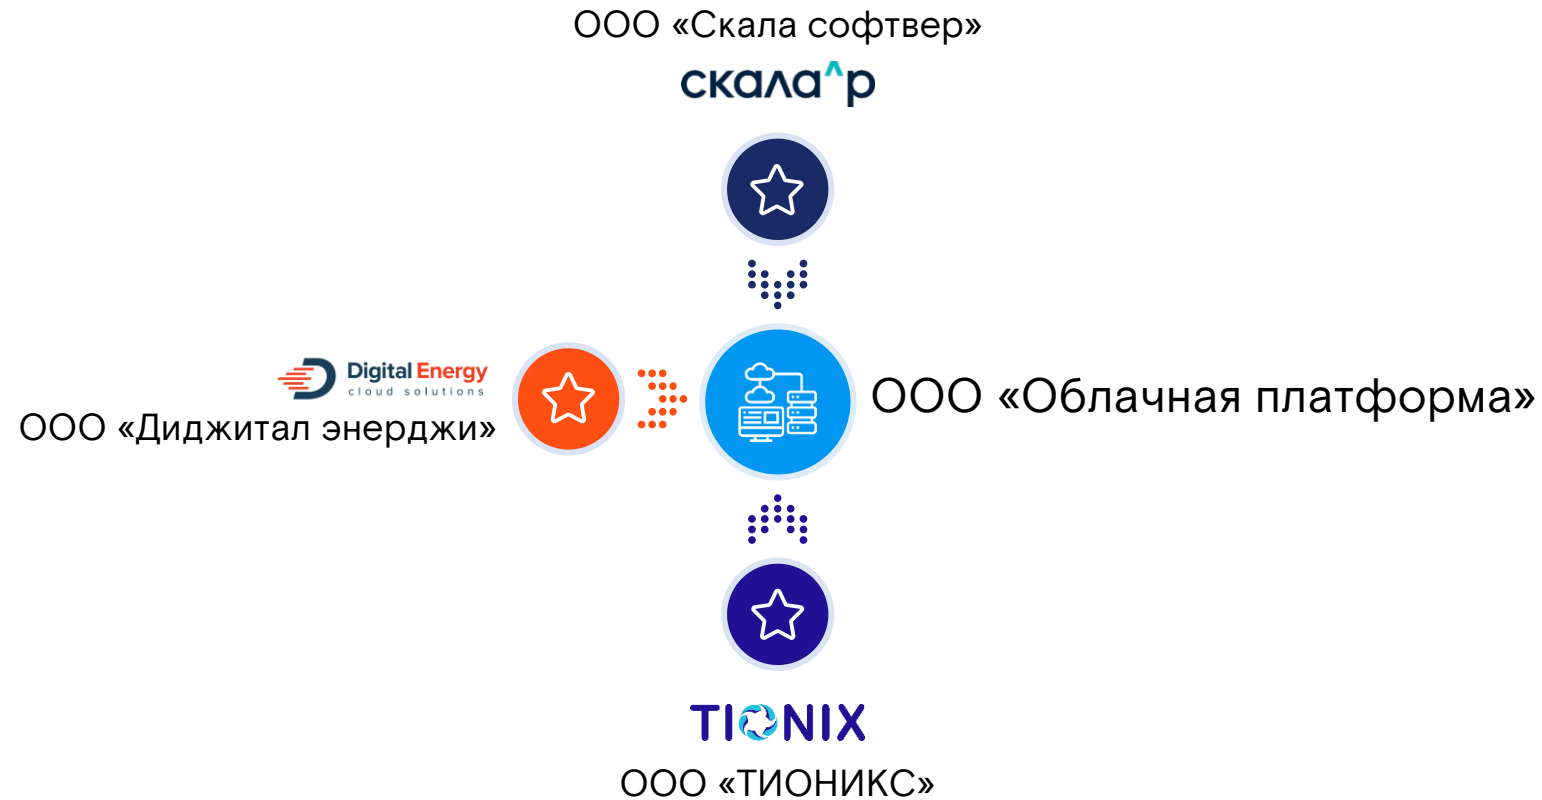 ООО «Скала софтвер»
скала^р
Digital Energy
cloud solutions
ООО «Диджитал энерджи»
ООО «Облачная платформа»
TIONIX
ООО «ТИОНИКС»